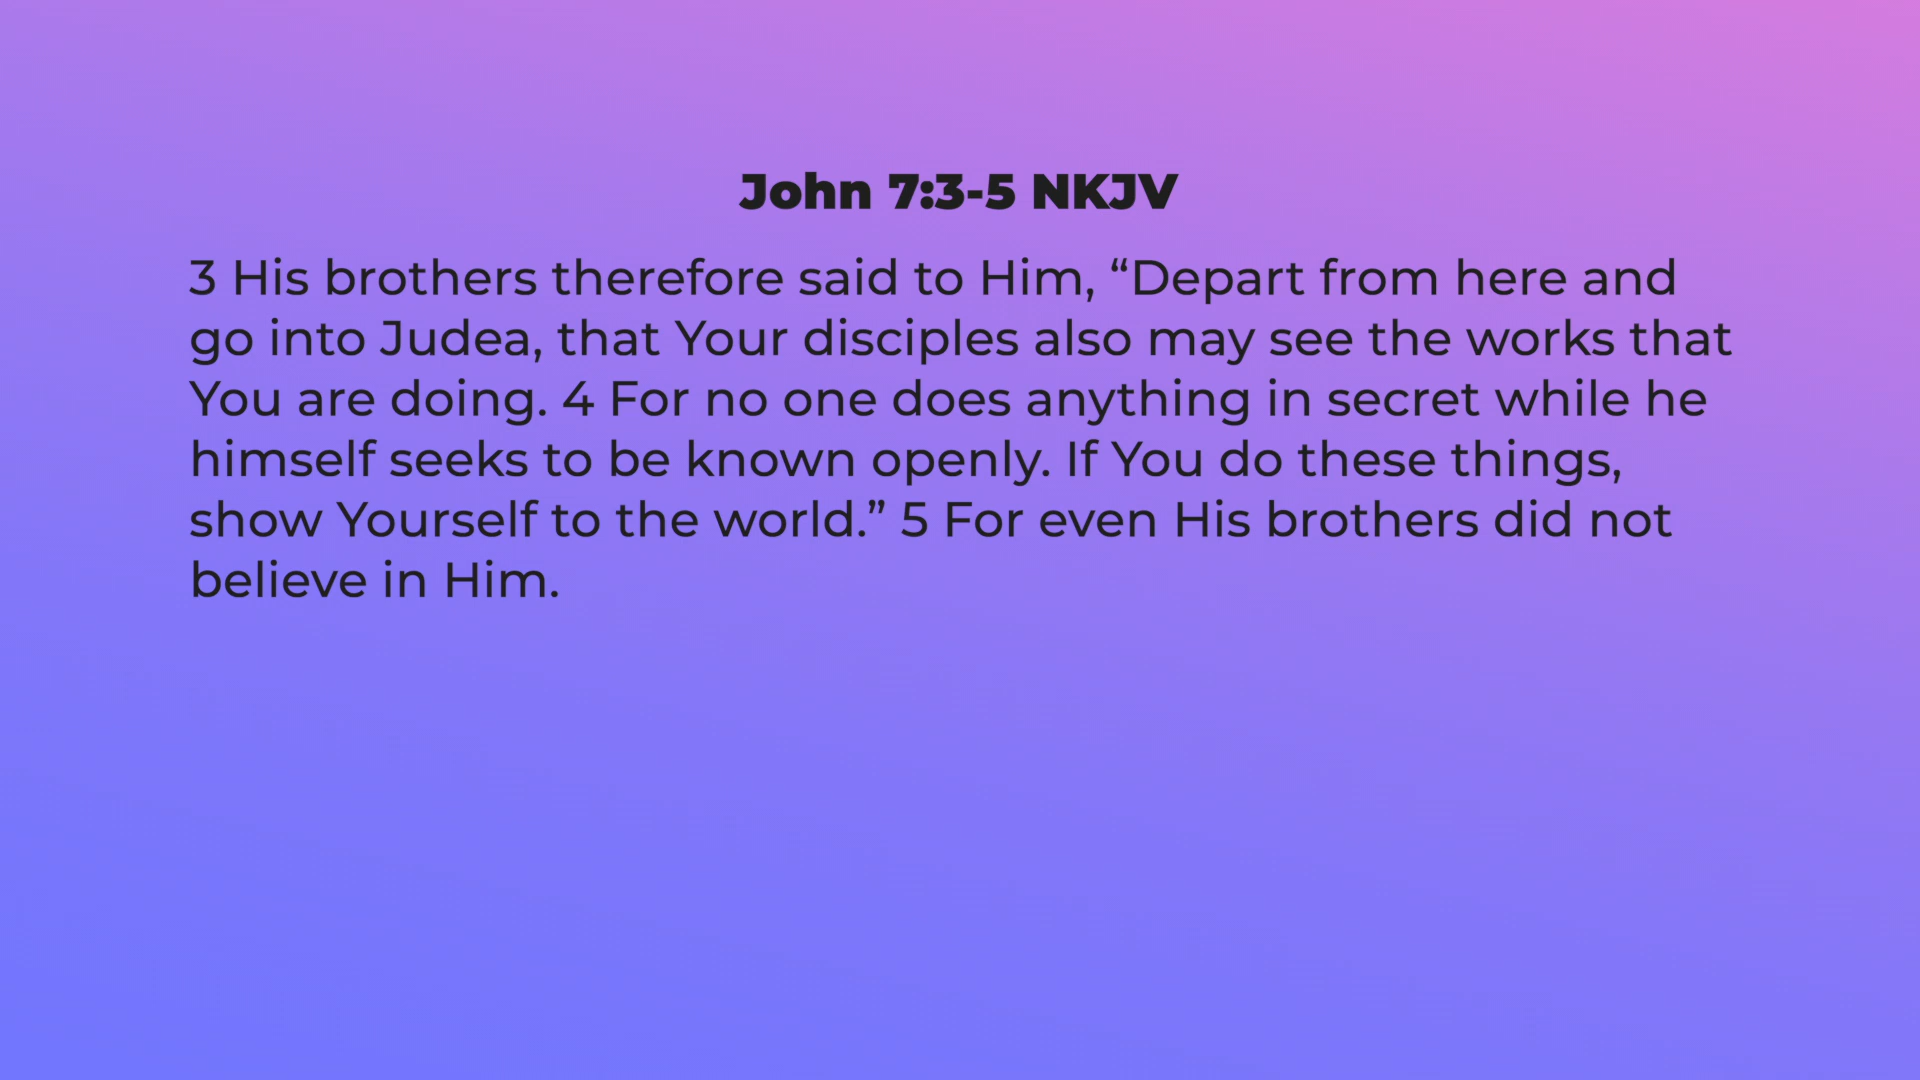 John 7:3-5 NKJV
3 His brothers therefore said to Him, “Depart from here and
go into Judea, that Your disciples also may see the works that
You are doing. 4 For no one does anything in secret while he
himself seeks to be known openly. If You do these things,
show Yourself to the world.” 5 For even His brothers did not
believe in Him.